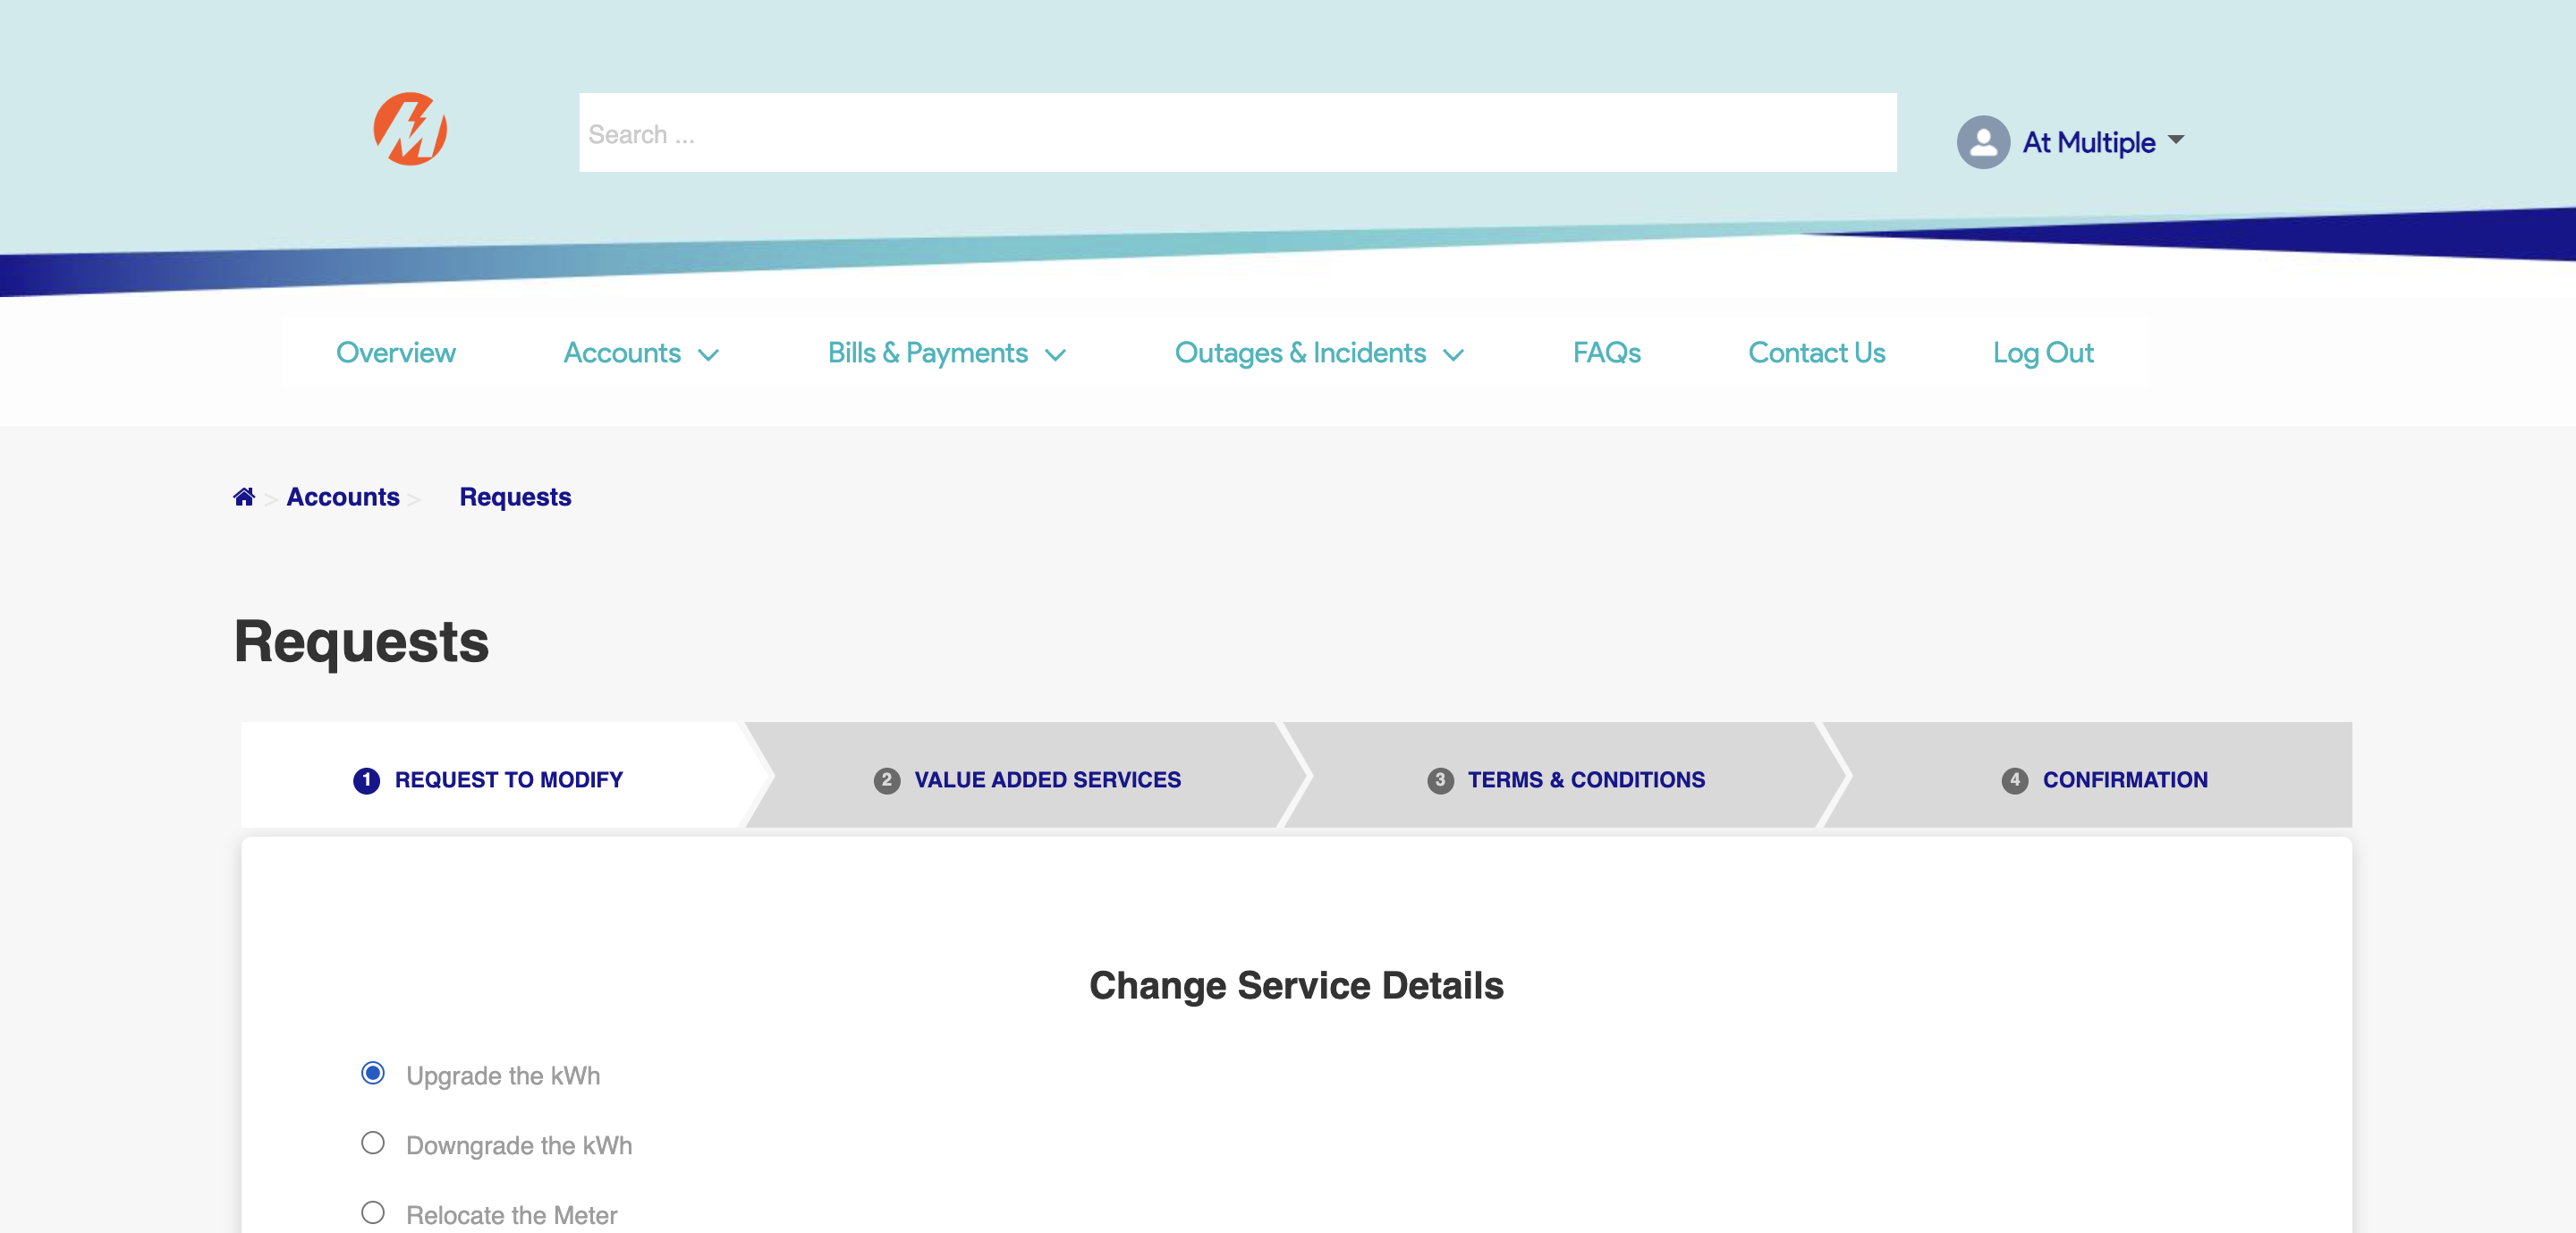 Search ...
At Multiple
Overview Accounts Bills & Payments Outages & Incidents FAQs Contact Us Log Out
> Accounts > Requests
Requests
1 REQUEST TO MODIFY 2 VALUE ADDED SERVICES 3 TERMS & CONDITIONS 4 CONFIRMATION
Change Service Details
Upgrade the kWh
Downgrade the kWh
Relocate the Meter